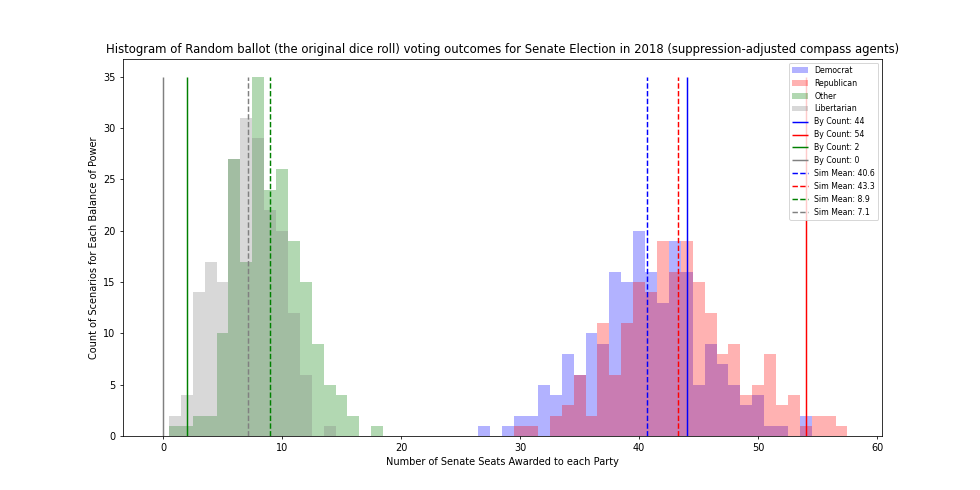 Histogram of Random ballot (the original dice roll) voting outcomes for Senate Election in 2018 (suppression-adjusted compass agents)
Count of Scenarios for Each Balance of Power
35
30
25
20
15
10
5
0
0
10
20
30
40
50
60
Number of Senate Seats Awarded to each Party
Democrat
Republican
Other
Libertarian
By Count: 44
By Count: 54
By Count: 2
By Count: 0
Sim Mean: 40.6
Sim Mean: 43.3
Sim Mean: 8.9
Sim Mean: 7.1